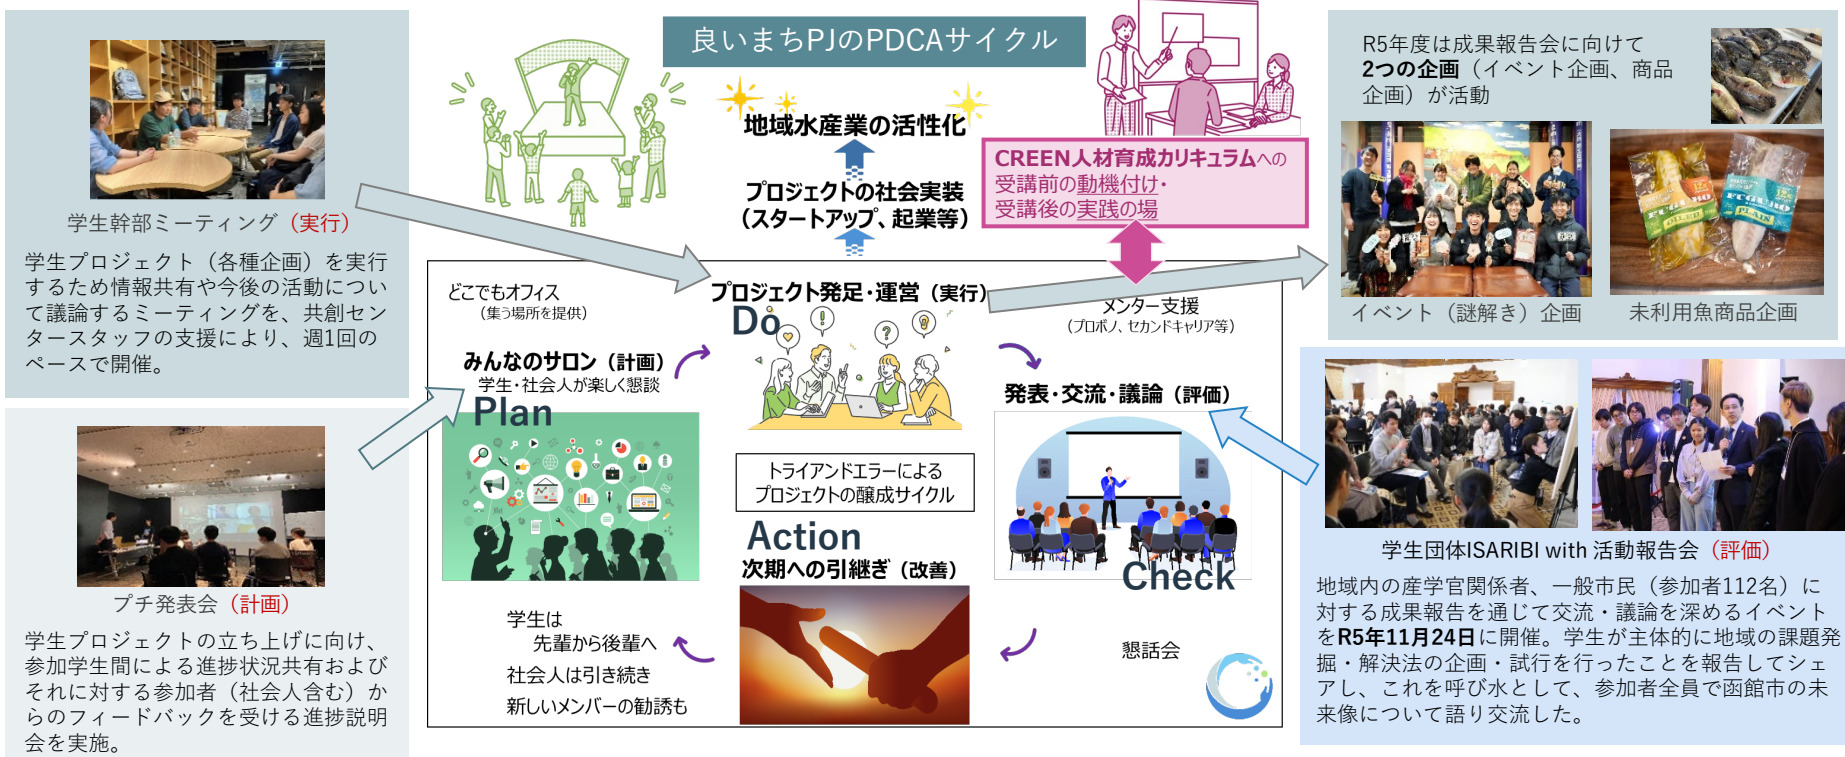 良いまちPJのPDCAサイクル
学生幹部ミーティング（実行）
学生プロジェクト（各種企画）を実行
するため情報共有や今後の活動につい
て議論するミーティングを、共創セン
タースタッフの支援により、週1回の
ペースで開催。
プチ発表会（計画）
学生プロジェクトの立ち上げに向け、
参加学生間による進捗状況共有および
それに対する参加者（社会人含む）か
らのフィードバックを受ける進捗説明
会を実施。
地域水産業の活性化
プロジェクトの社会実装
（スタートアップ、起業等）
CREEN人材育成カリキュラムへの
受講前の動機付け・
受講後の実践の場
どこでもオフィス
（集う場所を提供）
プロジェクト発足・運営（実行）
Do
メンター支援
（プロボノ、セカンドキャリア等）
みんなのサロン（計画）
学生・社会人が楽しく懇談
Plan
発表・交流・議論（評価）
Check
トライアンドエラーによる
プロジェクトの醸成サイクル
Action
次期への引継ぎ（改善）
学生は
先輩から後輩へ
社会人は引き続き
新しいメンバーの勧誘も
懇話会
R5年度は成果報告会に向けて
2つの企画（イベント企画、商品
企画）が活動
PLAIN
イベント（謎解き）企画
未利用魚商品企画
学生団体ISARIBI with 活動報告会（評価）
地域内の産学官関係者、一般市民（参加者112名）に
対する成果報告を通じて交流・議論を深めるイベント
をR5年11月24日に開催。学生が主体的に地域の課題発
掘・解決法の企画・試行を行ったことを報告してシェ
アし、これを呼び水として、参加者全員で函館市の未
来像について語り交流した。